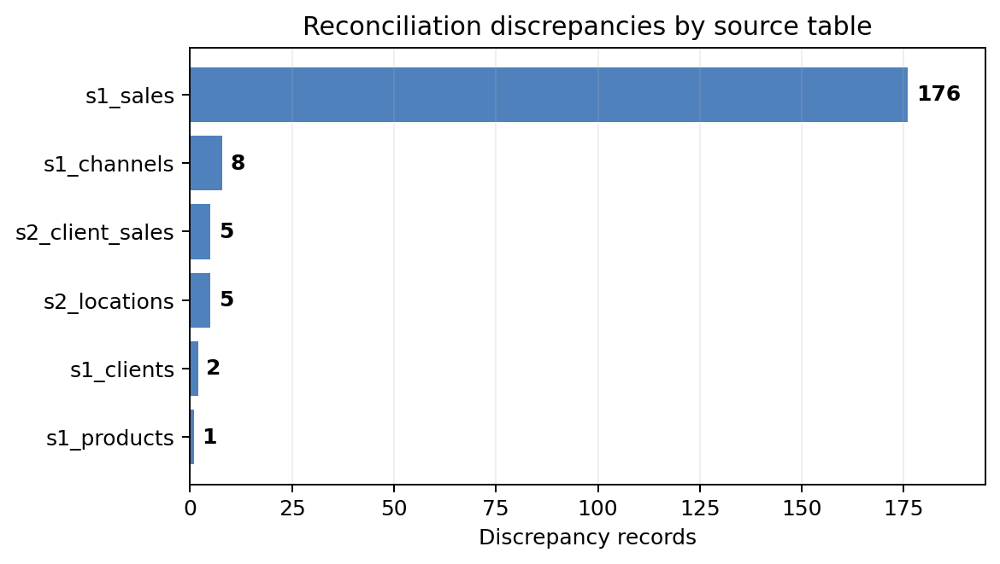 Reconciliation discrepancies by source table
s1_sales 176
s1_channels 8
s2_client_sales 5
s2_locations 5
s1_clients 2
s1_products 1
0 25 50 75 100 125 150 175
Discrepancy records